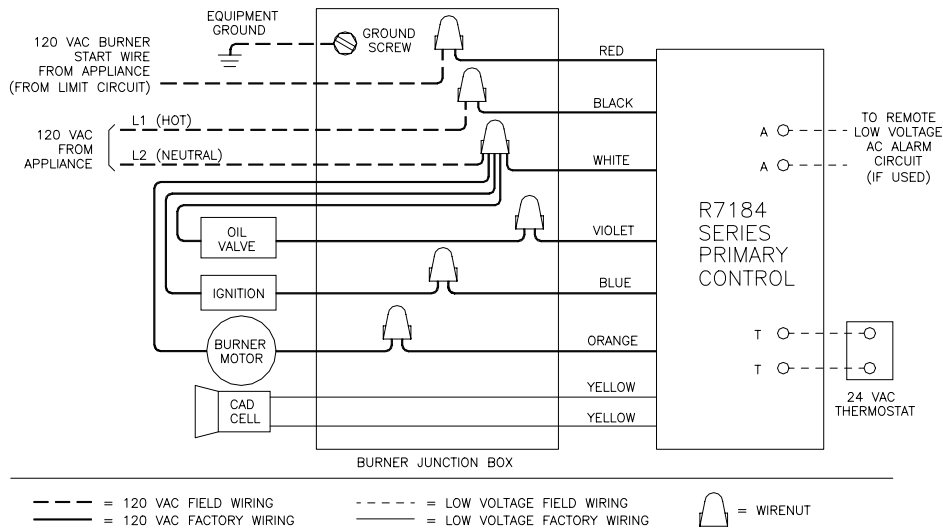 EQUIPMENT
GROUND
GROUND
SCREW
120 VAC BURNER
START WIRE
FROM APPLIANCE
(FROM LIMIT CIRCUIT)
RED
BLACK
L1 (HOT)
120 VAC
FROM
APPLIANCE
L2 (NEUTRAL)
WHITE
A
A
TO REMOTE
LOW VOLTAGE
AC ALARM
CIRCUIT
(IF USED)
R7184
SERIES
PRIMARY
CONTROL
OIL
VALVE
VIOLET
IGNITION
BLUE
BURNER
MOTOR
ORANGE
T
T
24 VAC
THERMOSTAT
CAD
CELL
YELLOW
YELLOW
BURNER JUNCTION BOX
= 120 VAC FIELD WIRING
= 120 VAC FACTORY WIRING
= LOW VOLTAGE FIELD WIRING
= LOW VOLTAGE FACTORY WIRING
= WIRENUT